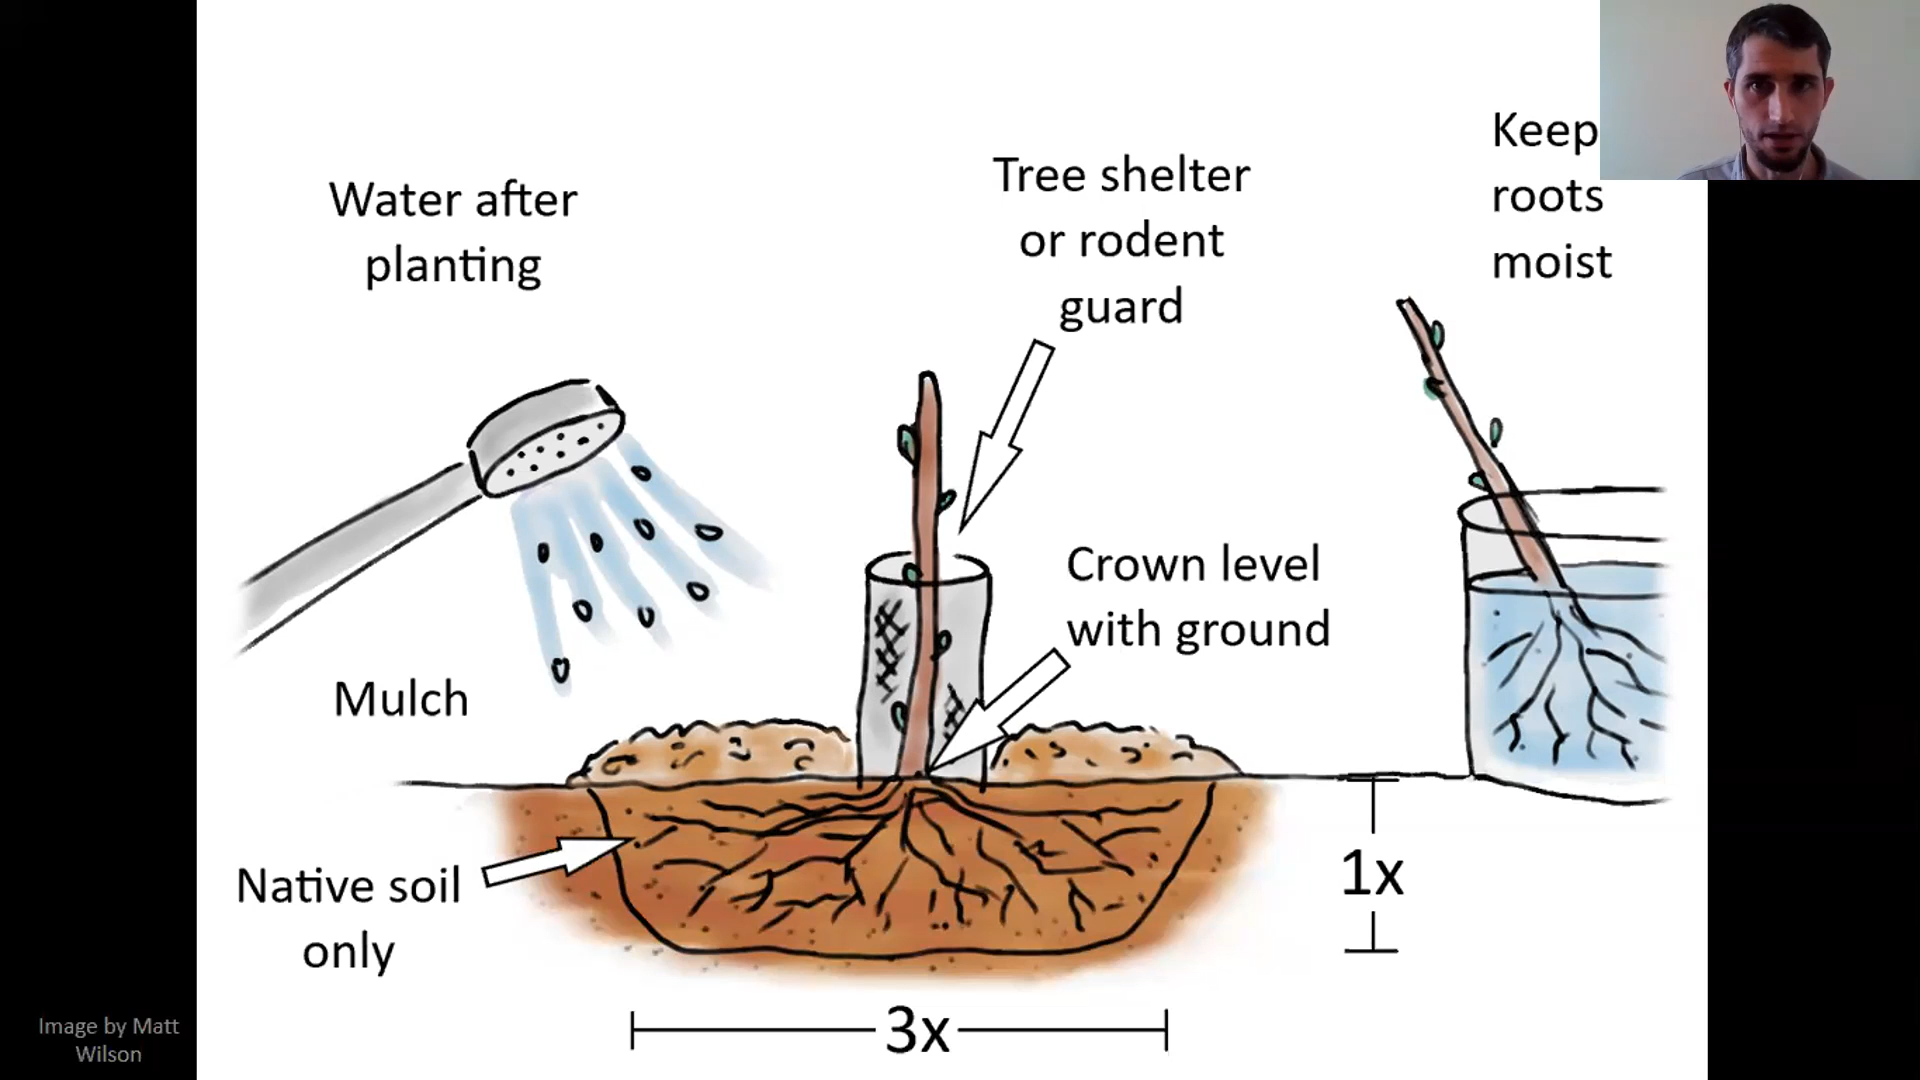 Water after
planting
Tree shelter
or rodent
guard
Keep
roots
moist
Crown level
with ground
Mulch
Native soil
only
1x
3x
Image by Matt
Wilson